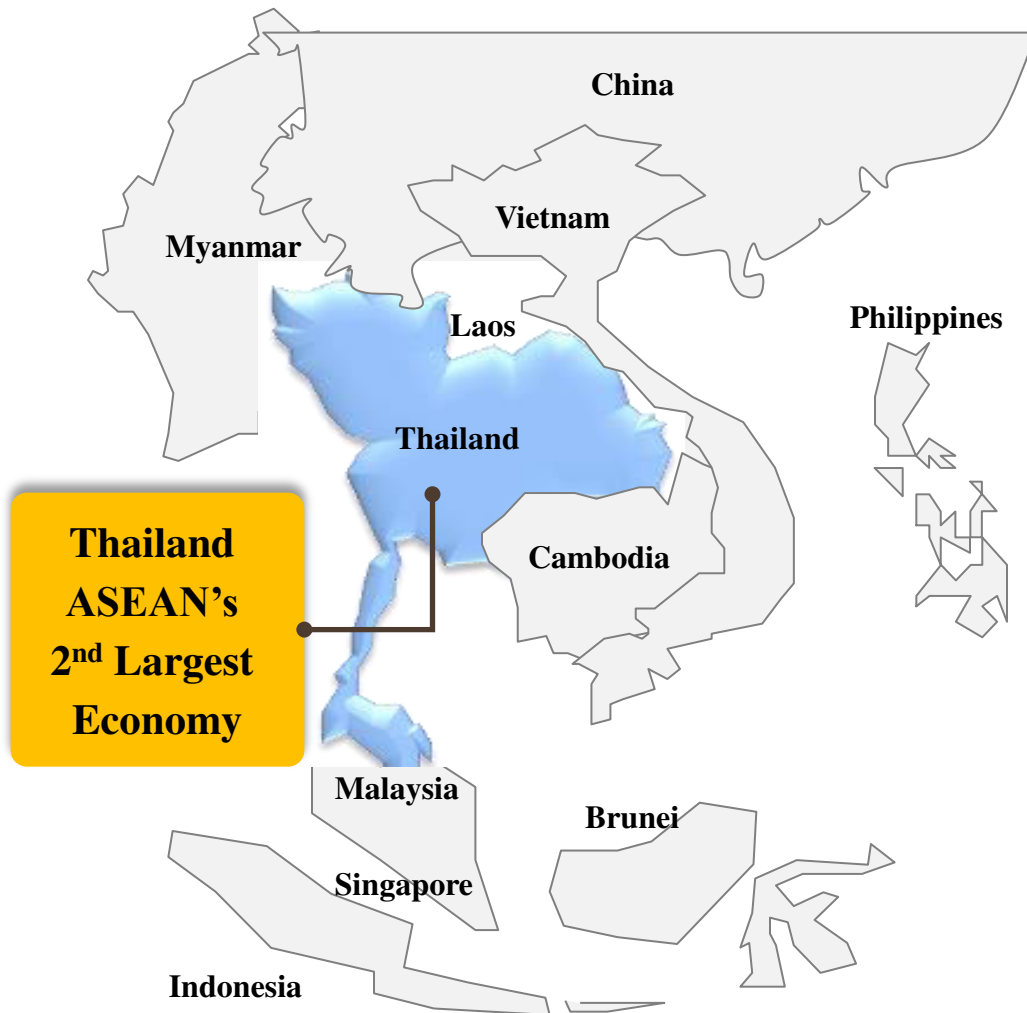 China
Vietnam
Myanmar
Philippines
Laos
Thailand
Thailand
ASEAN’s
2nd Largest
Economy
Cambodia
Malaysia
Brunei
Singapore
Indonesia